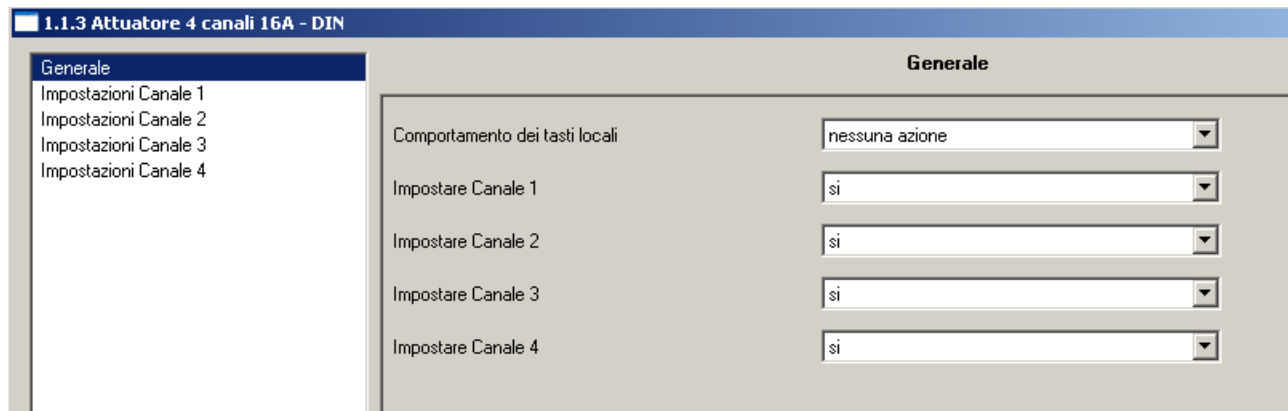 1.1.3 Attuatore 4 canali 16A - DIN
Generale
Impostazioni Canale 1
Impostazioni Canale 2
Impostazioni Canale 3
Impostazioni Canale 4
Generale
Comportamento dei tasti locali nessuna azione
Impostare Canale 1 si
Impostare Canale 2 si
Impostare Canale 3 si
Impostare Canale 4 si